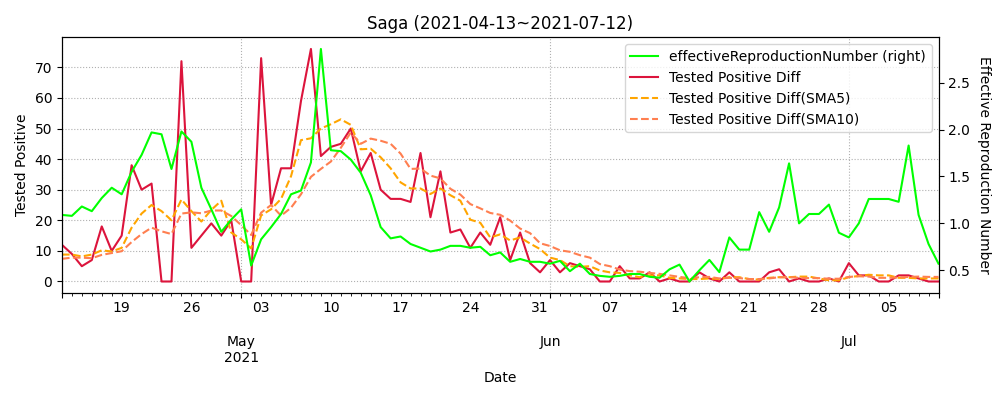 Saga (2021-04-13~2021-07-12)
effectiveReproductionNumber (right)
Tested Positive Diff
Tested Positive Diff(SMA5)
Tested Positive Diff(SMA10)
Tested Positive
70
60
50
40
30
20
10
0
Effective Reproduction Number
2.5
2.0
1.5
1.0
0.5
19 26 03 10 17 24 31 07 14 21 28 05
May Jun Jul
2021
Date